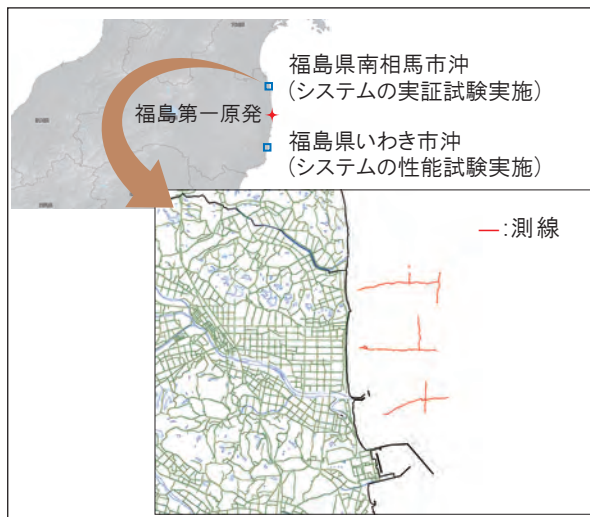 福島県南相馬市沖
(システムの実証試験実施)
福島第一原発
福島県いわき市沖
(システムの性能試験実施)
―:測線